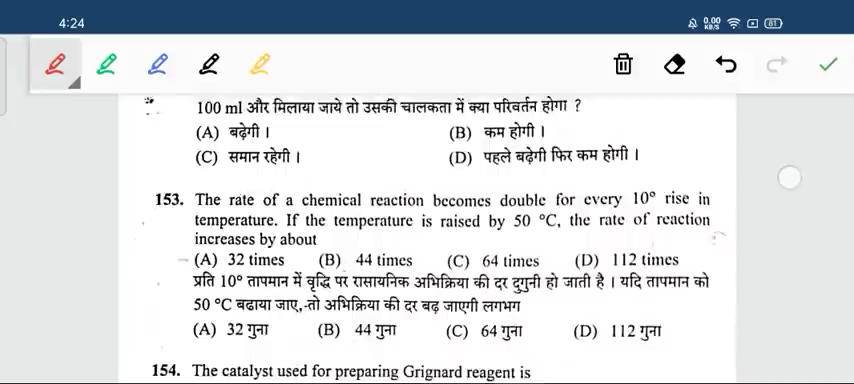 4:24
0.00
KB/S
81
100 ml और मिलाया जाये तो उसकी चालकता में क्या परिवर्तन होगा ?
(A) बढ़ेगी । (B) कम होगी ।
(C) समान रहेगी । (D) पहले बढ़ेगी फिर कम होगी ।
153. The rate of a chemical reaction becomes double for every 10° rise in
temperature. If the temperature is raised by 50 °C, the rate of reaction
increases by about
(A) 32 times (B) 44 times (C) 64 times (D) 112 times
प्रति 10° तापमान में वृद्धि पर रासायनिक अभिक्रिया की दर दुगुनी हो जाती है । यदि तापमान को
50 °C बढाया जाए, तो अभिक्रिया की दर बढ़ जाएगी लगभग
(A) 32 गुना (B) 44 गुना (C) 64 गुना (D) 112 गुना
154. The catalyst used for preparing Grignard reagent is